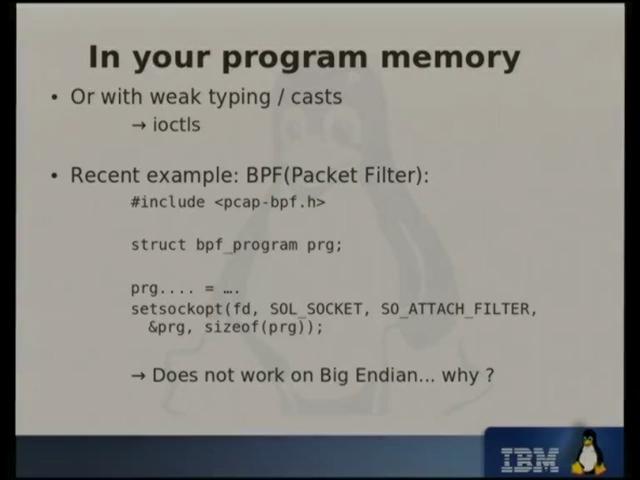 In your program memory
• Or with weak typing / casts
→ ioctls
• Recent example: BPF(Packet Filter):
#include <pcap-bpf.h>
struct bpf_program prg;
prg.... = ….
setsockopt(fd, SOL_SOCKET, SO_ATTACH_FILTER,
&prg, sizeof(prg));
→ Does not work on Big Endian... why ?
IBM